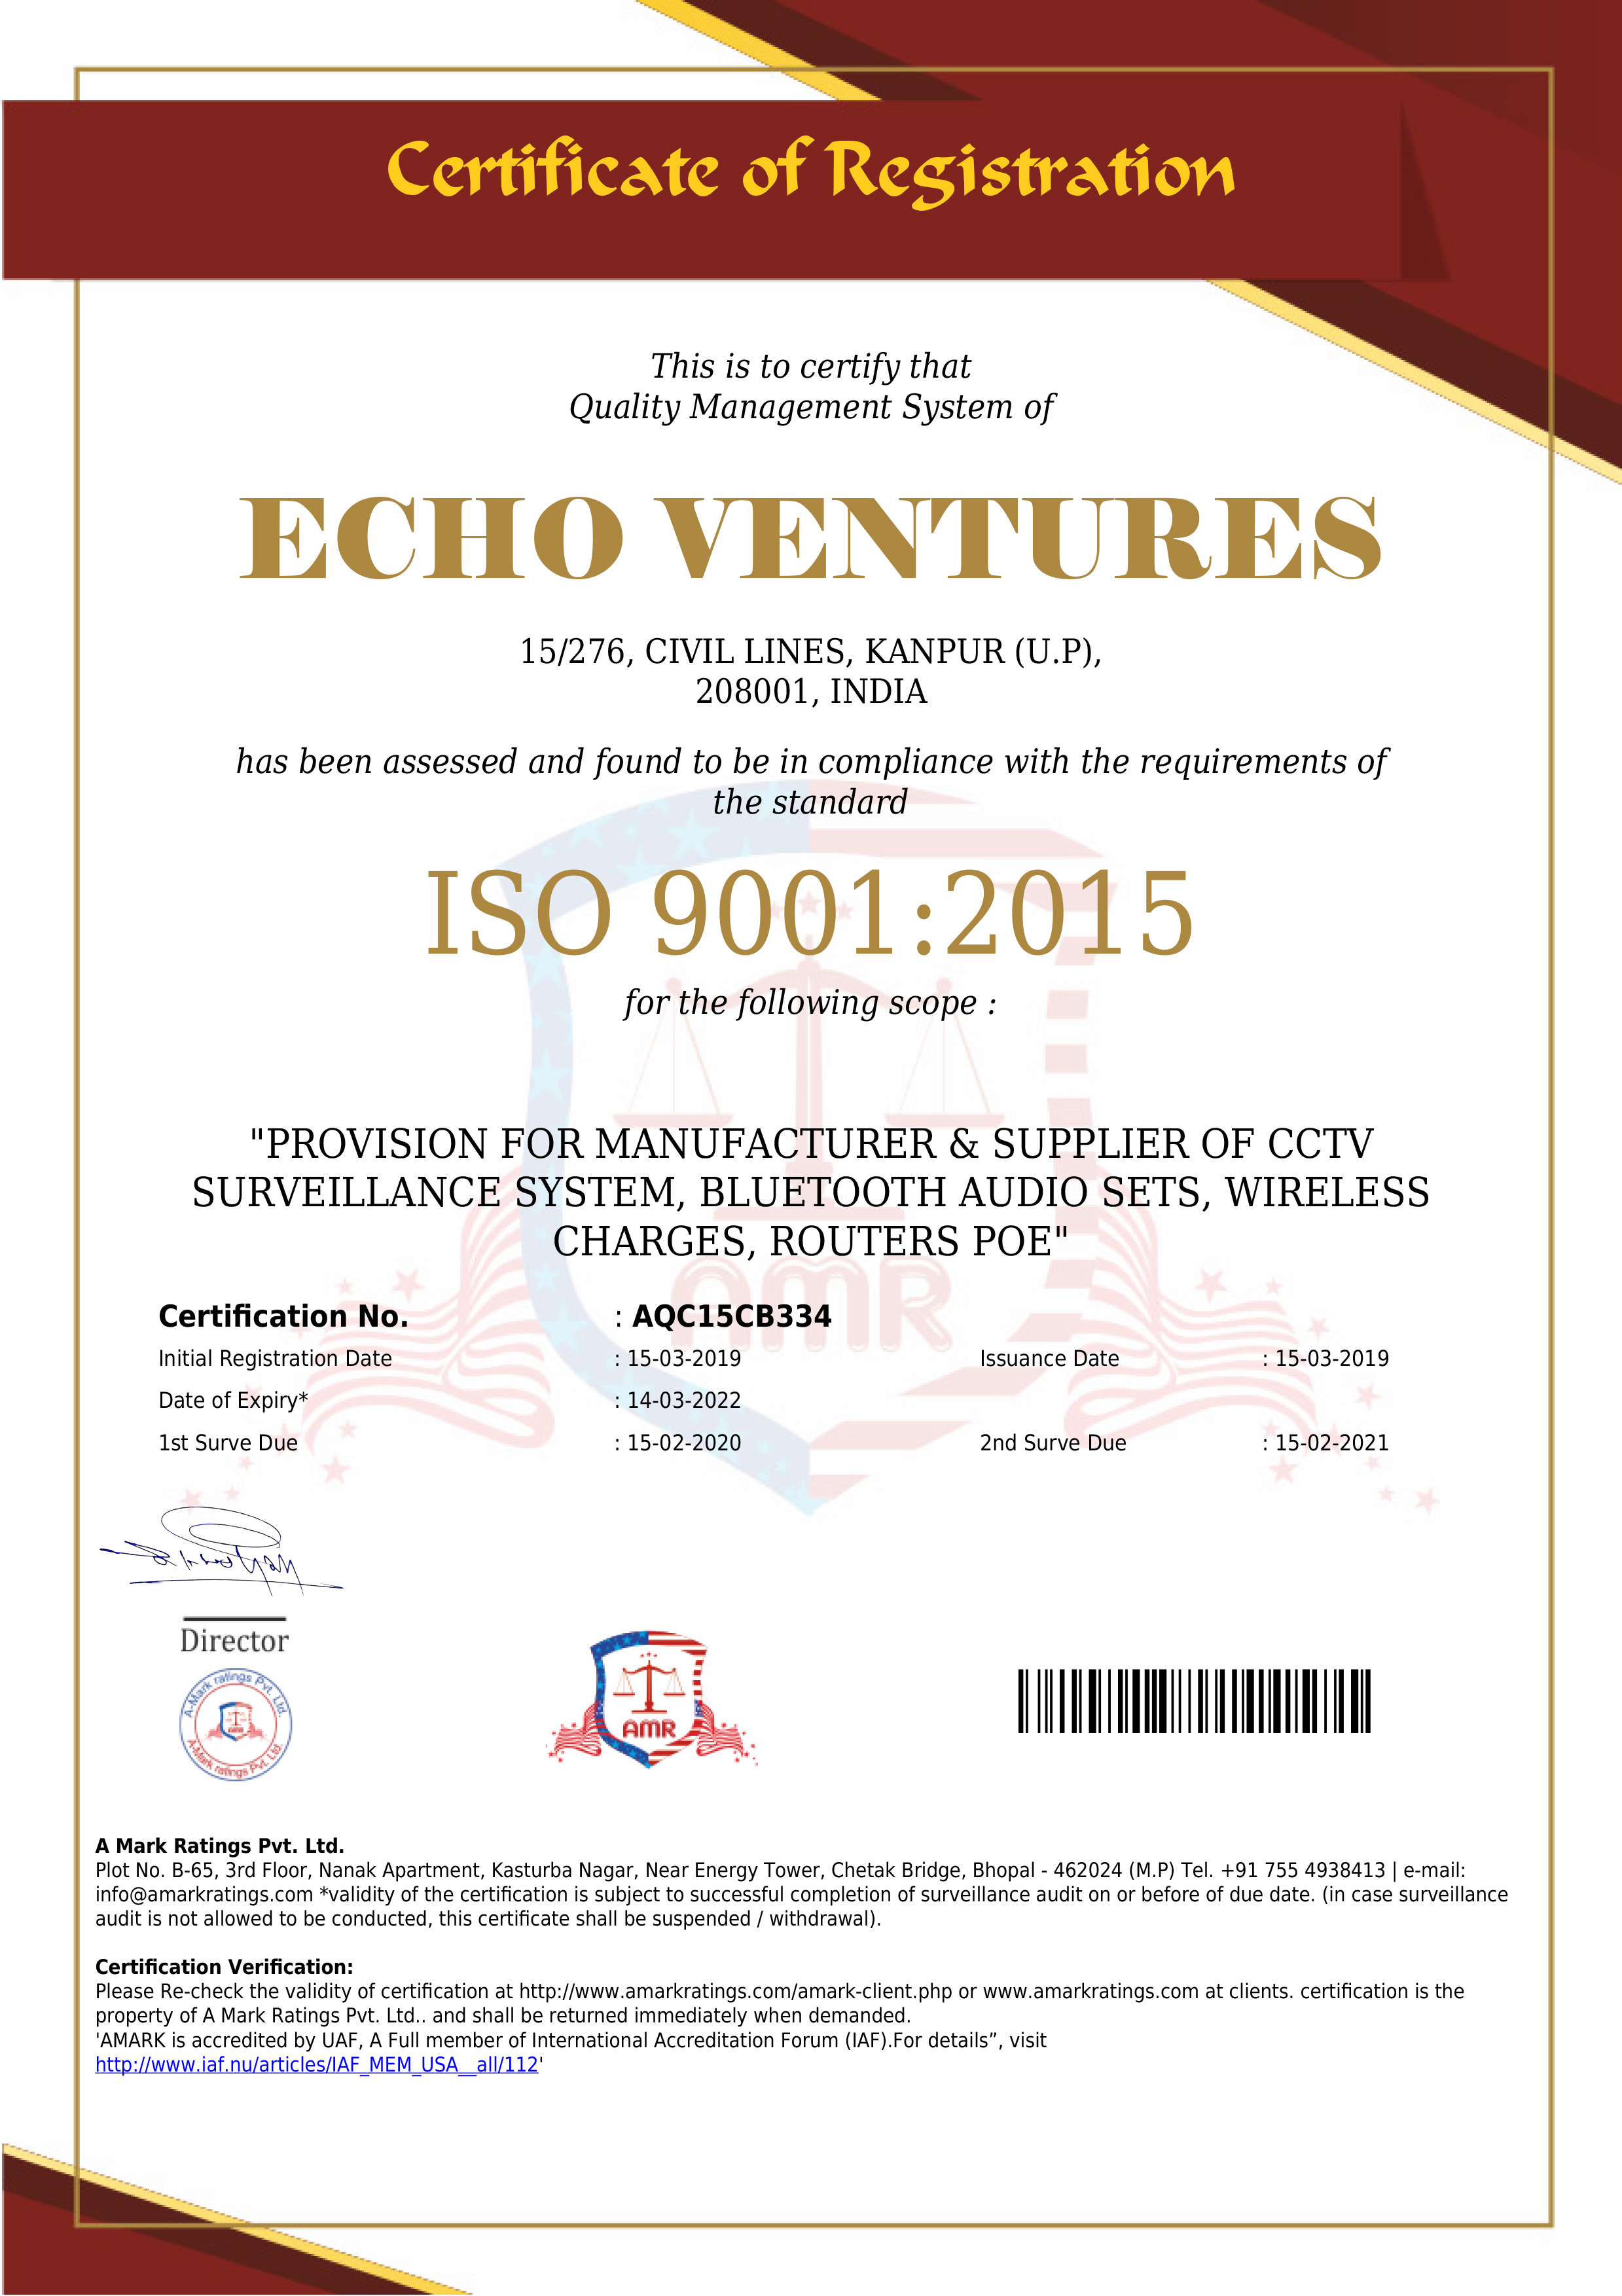 Certificate of Registration
This is to certify that
Quality Management System of
ECHO VENTURES
15/276, CIVIL LINES, KANPUR (U.P),
208001, INDIA
has been assessed and found to be in compliance with the requirements of
the standard
ISO 9001:2015
for the following scope :
"PROVISION FOR MANUFACTURER & SUPPLIER OF CCTV
SURVEILLANCE SYSTEM, BLUETOOTH AUDIO SETS, WIRELESS
CHARGES, ROUTERS POE"
AMR
Certification No. : AQC15CB334
Initial Registration Date : 15-03-2019 Issuance Date : 15-03-2019
Date of Expiry* : 14-03-2022
1st Surve Due : 15-02-2020 2nd Surve Due : 15-02-2021
Director
A-Mark ratings Pvt. Ltd.
AMR
A-Mark ratings Pvt. Ltd.
AMR
A Mark Ratings Pvt. Ltd.
Plot No. B-65, 3rd Floor, Nanak Apartment, Kasturba Nagar, Near Energy Tower, Chetak Bridge, Bhopal - 462024 (M.P) Tel. +91 755 4938413 | e-mail:
info@amarkratings.com *validity of the certification is subject to successful completion of surveillance audit on or before of due date. (in case surveillance
audit is not allowed to be conducted, this certificate shall be suspended / withdrawal).
Certification Verification:
Please Re-check the validity of certification at http://www.amarkratings.com/amark-client.php or www.amarkratings.com at clients. certification is the
property of A Mark Ratings Pvt. Ltd.. and shall be returned immediately when demanded.
'AMARK is accredited by UAF, A Full member of International Accreditation Forum (IAF).For details”, visit
http://www.iaf.nu/articles/IAF_MEM_USA__all/112'